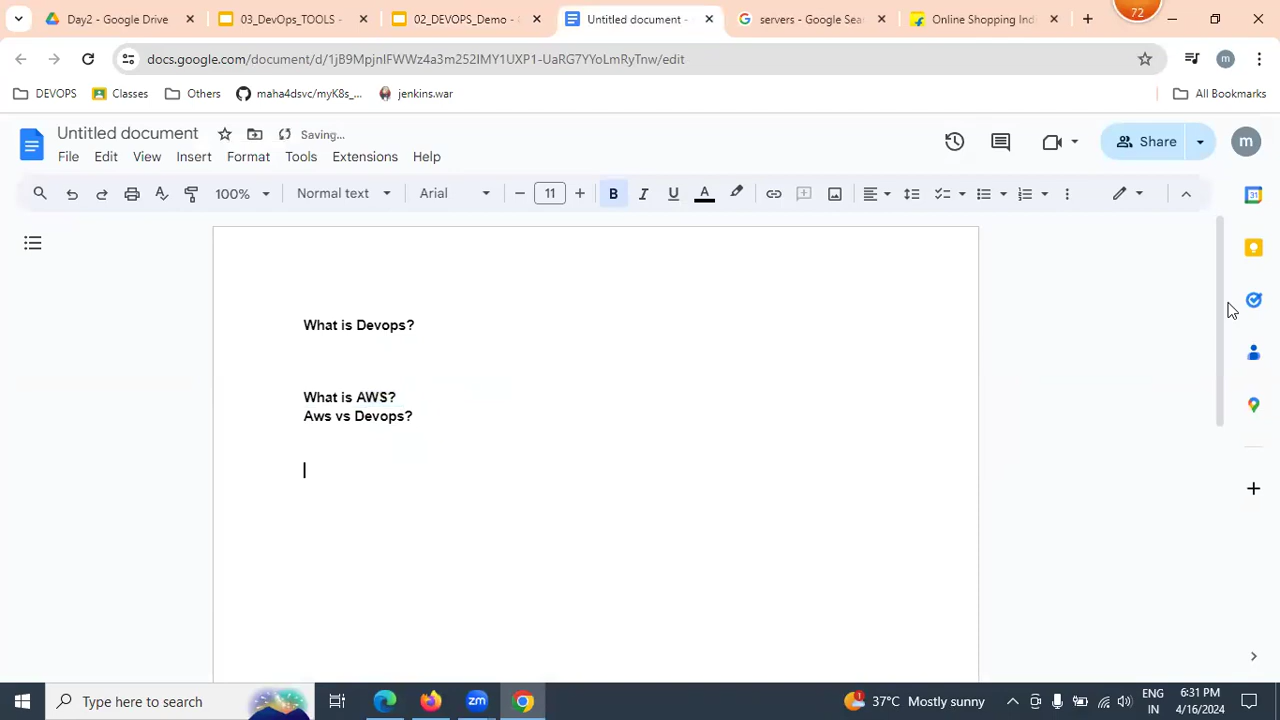 Day2 - Google Drive
03_DevOps_TOOLS -
02_DEVOPS_Demo -
Untitled document -
servers - Google Sea
Online Shopping Ind
72
docs.google.com/document/d/1jB9MpjnIFWWz4a3m252IMY1UXP1-UaRG7YYoLmRyTnw/edit
m
DEVOPS
Classes
Others
maha4dsvc/myK8s_...
jenkins.war
All Bookmarks
Untitled document
Saving...
Share
m
File
Edit
View
Insert
Format
Tools
Extensions
Help
100%
Normal text
Arial
11
B
I
U
A
31
What is Devops?
What is AWS?
Aws vs Devops?
Type here to search
zm
1
37°C Mostly sunny
ENG
IN
6:31 PM
4/16/2024